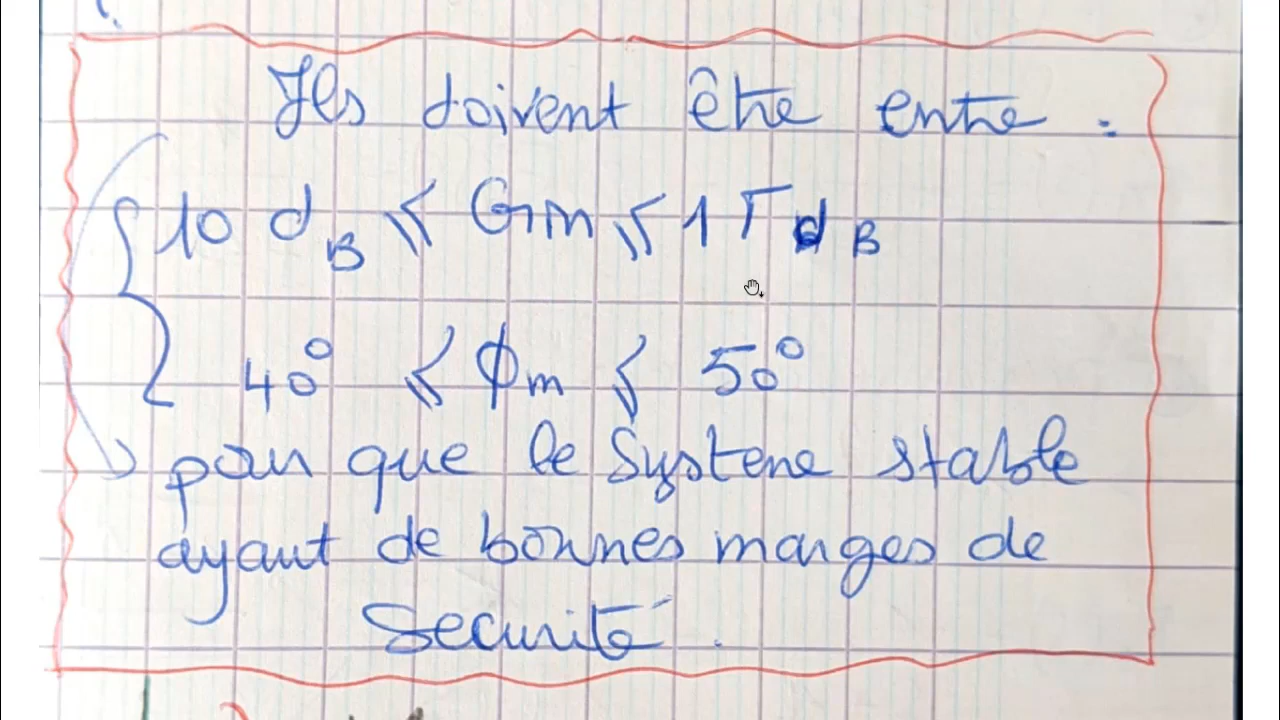 Ils doivent être entre :
10 dB ⩽ Gm ⩽ 15 dB
40° ⩽ ϕm ⩽ 50°
pour que le Système stable
ayant de bonnes marges de
Sécurité.